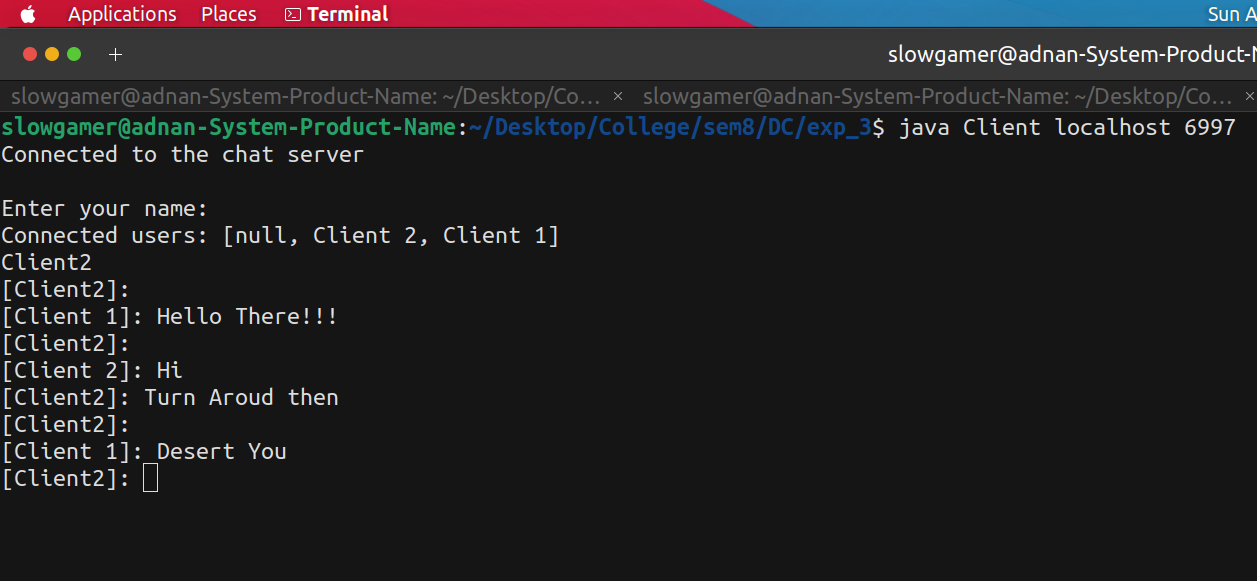 Applications Places Terminal Sun A
slowgamer@adnan-System-Product-N
slowgamer@adnan-System-Product-Name: ~/Desktop/Co... × slowgamer@adnan-System-Product-Name: ~/Desktop/Co... ×
slowgamer@adnan-System-Product-Name:~/Desktop/College/sem8/DC/exp_3$ java Client localhost 6997
Connected to the chat server
Enter your name:
Connected users: [null, Client 2, Client 1]
Client2
[Client2]:
[Client 1]: Hello There!!!
[Client2]:
[Client 2]: Hi
[Client2]: Turn Aroud then
[Client2]:
[Client 1]: Desert You
[Client2]: